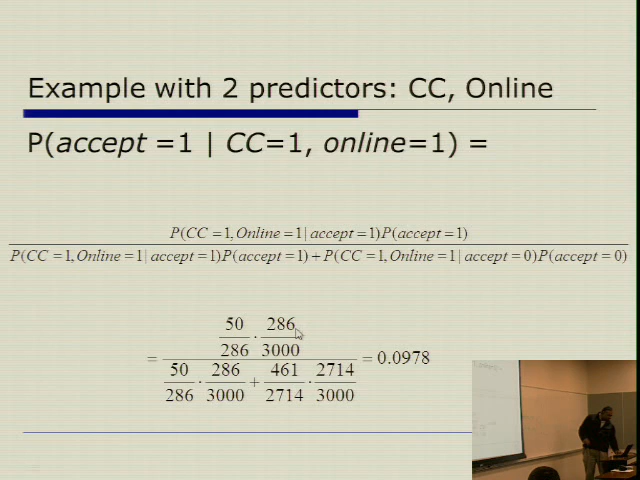 Example with 2 predictors: CC, Online
P(accept =1 | CC=1, online=1) =
P(CC = 1, Online = 1 | accept = 1)P(accept = 1)
P(CC = 1, Online = 1 | accept = 1)P(accept = 1) + P(CC = 1, Online = 1 | accept = 0)P(accept = 0)
50/286 · 286/3000
= = 0.0978
50/286 · 286/3000 + 461/2714 · 2714/3000